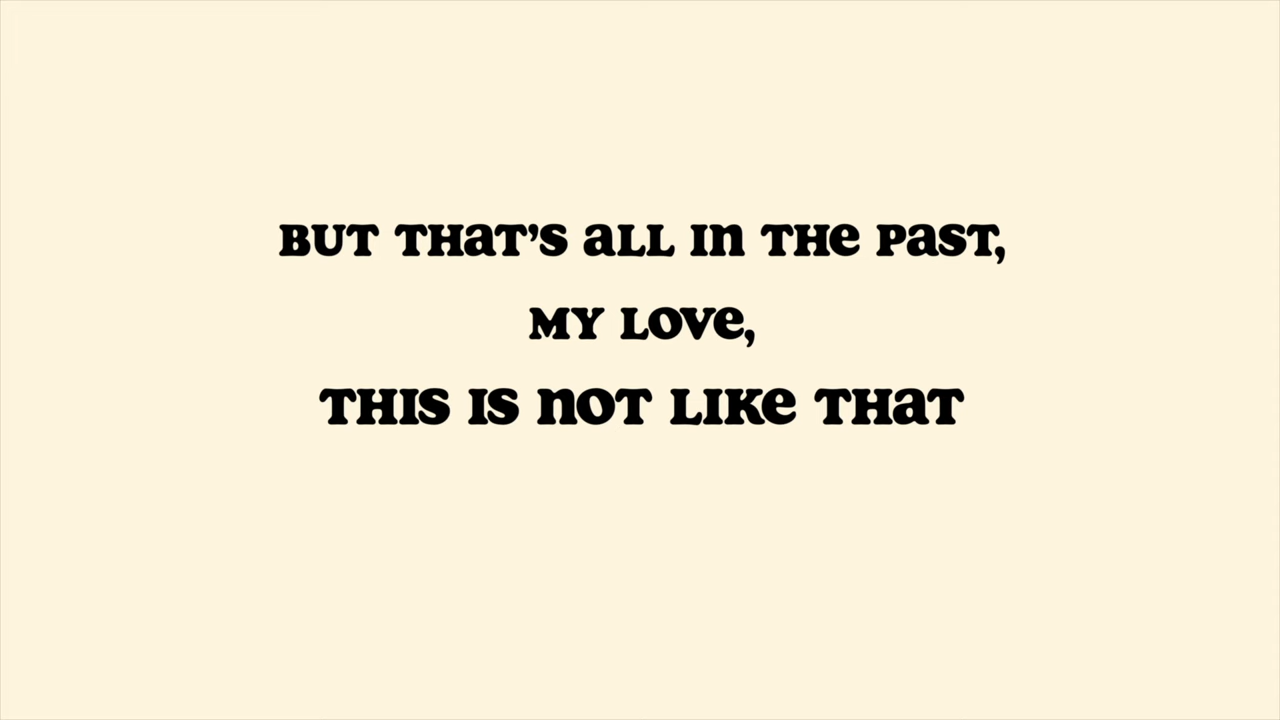 BUT THaT'S aLL In THe PaST,
MY Love,
THIS IS noT LIKe THaT